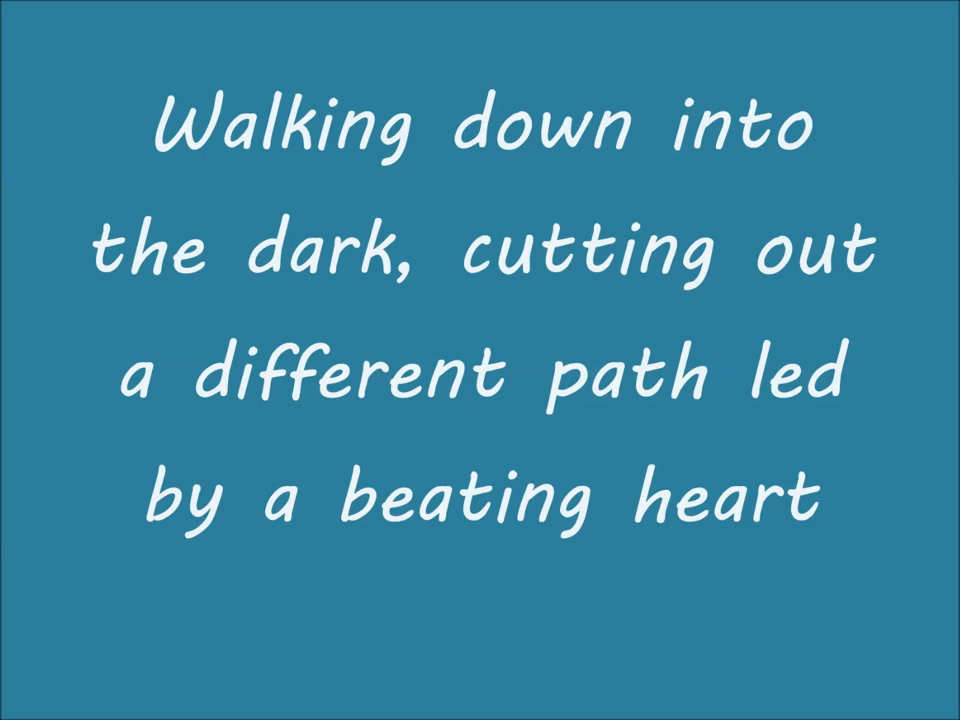 Walking down into
the dark, cutting out
a different path led
by a beating heart